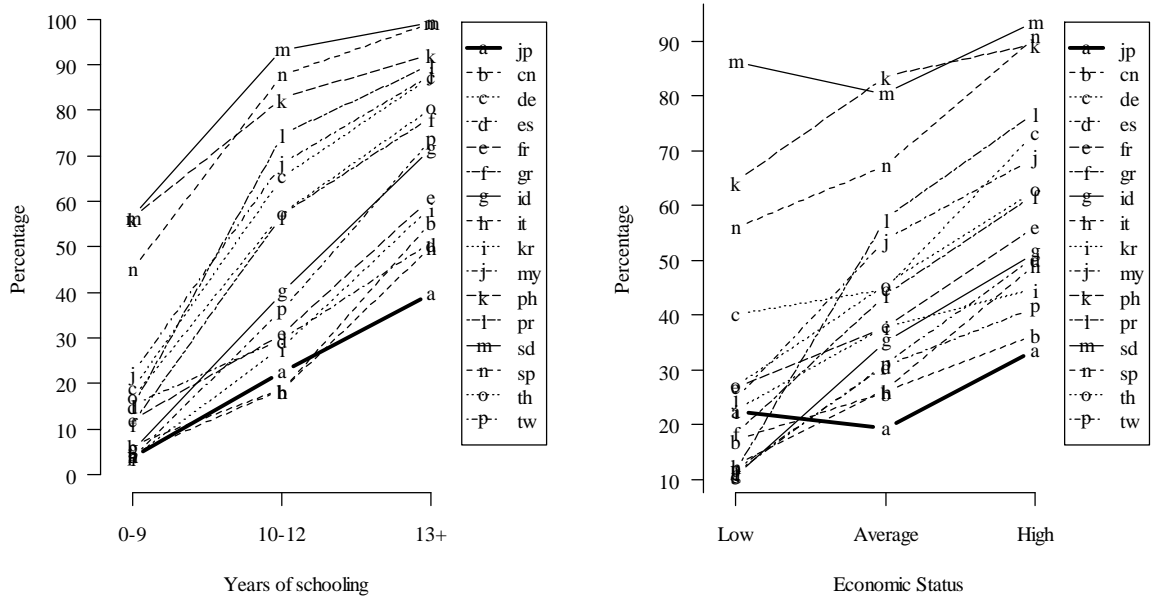 Percentage
100
90
80
70
60
50
40
30
20
10
0
0-9 10-12 13+
Years of schooling
a jp
b cn
c de
d es
e fr
f gr
g id
h it
i kr
j my
k ph
l pr
m sd
n sp
o th
p tw
Percentage
90
80
70
60
50
40
30
20
10
Low Average High
Economic Status
a jp
b cn
c de
d es
e fr
f gr
g id
h it
i kr
j my
k ph
l pr
m sd
n sp
o th
p tw